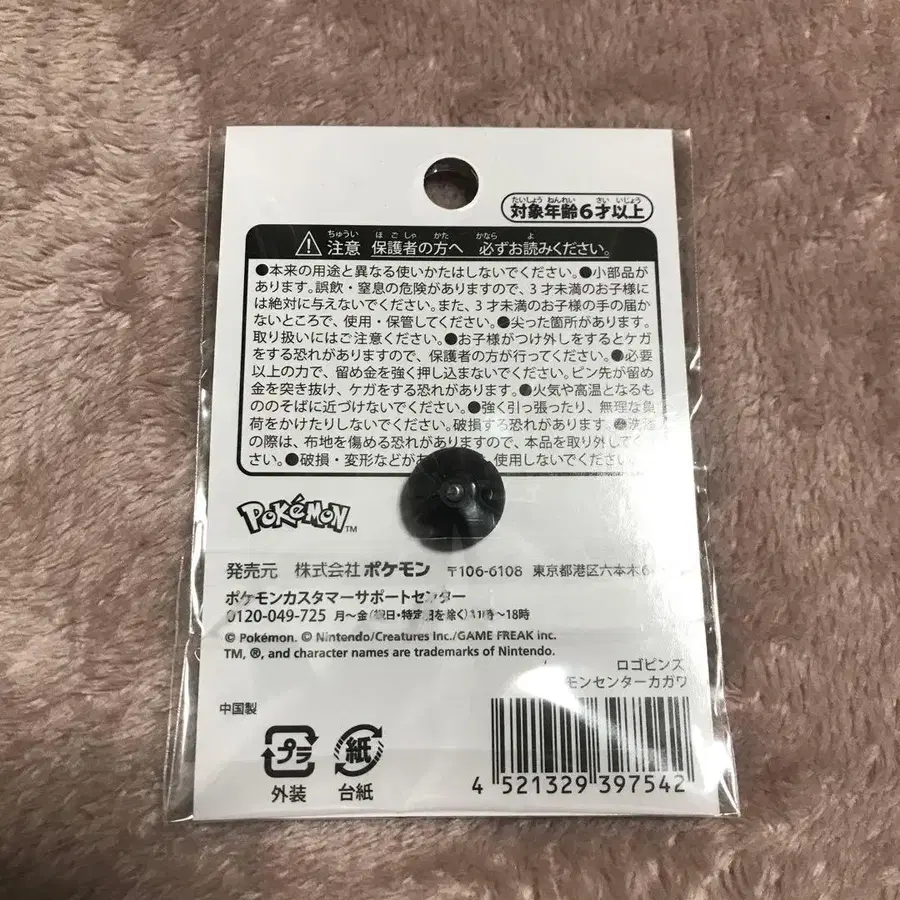 たいしょう ねんれい さい いじょう
対象年齢6才以上
ちゅうい ほごしゃ かた かなら よ
⚠注意 保護者の方へ 必ずお読みください。
●本来の用途と異なる使いかたはしないでください。●小部品が
あります。誤飲・窒息の危険がありますので、3才未満のお子様に
は絶対に与えないでください。また、3才未満のお子様の手の届か
ないところで、使用・保管してください。●尖った箇所があります。
取り扱いにはご注意ください。●お子様がつけ外しをするとケガ
をする恐れがありますので、保護者の方が行ってください。●必要
以上の力で、留め金を強く押し込まないでください。ピン先が留め
金を突き抜け、ケガをする恐れがあります。●火気や高温となるも
ののそばに近づけないでください。●強く引っ張ったり、無理な負
荷をかけたりしないでください。破損する恐れがあります。●洗濯
の際は、布地を傷める恐れがありますので、本品を取り外してくだ
さい。●破損・変形などがお 使用しないでください
POKéMON™
発売元 株式会社ポケモン 〒106-6108 東京都港区六本木6
ポケモンカスタマーサポートセンター
0120-049-725 月〜金(祝日・特定日を除く)11時〜18時
© Pokémon. © Nintendo/Creatures Inc./GAME FREAK inc.
TM, ®, and character names are trademarks of Nintendo.
ロゴピンズ
モンセンターカガワ
中国製
プラ 紙
外装 台紙
4 521329 397542